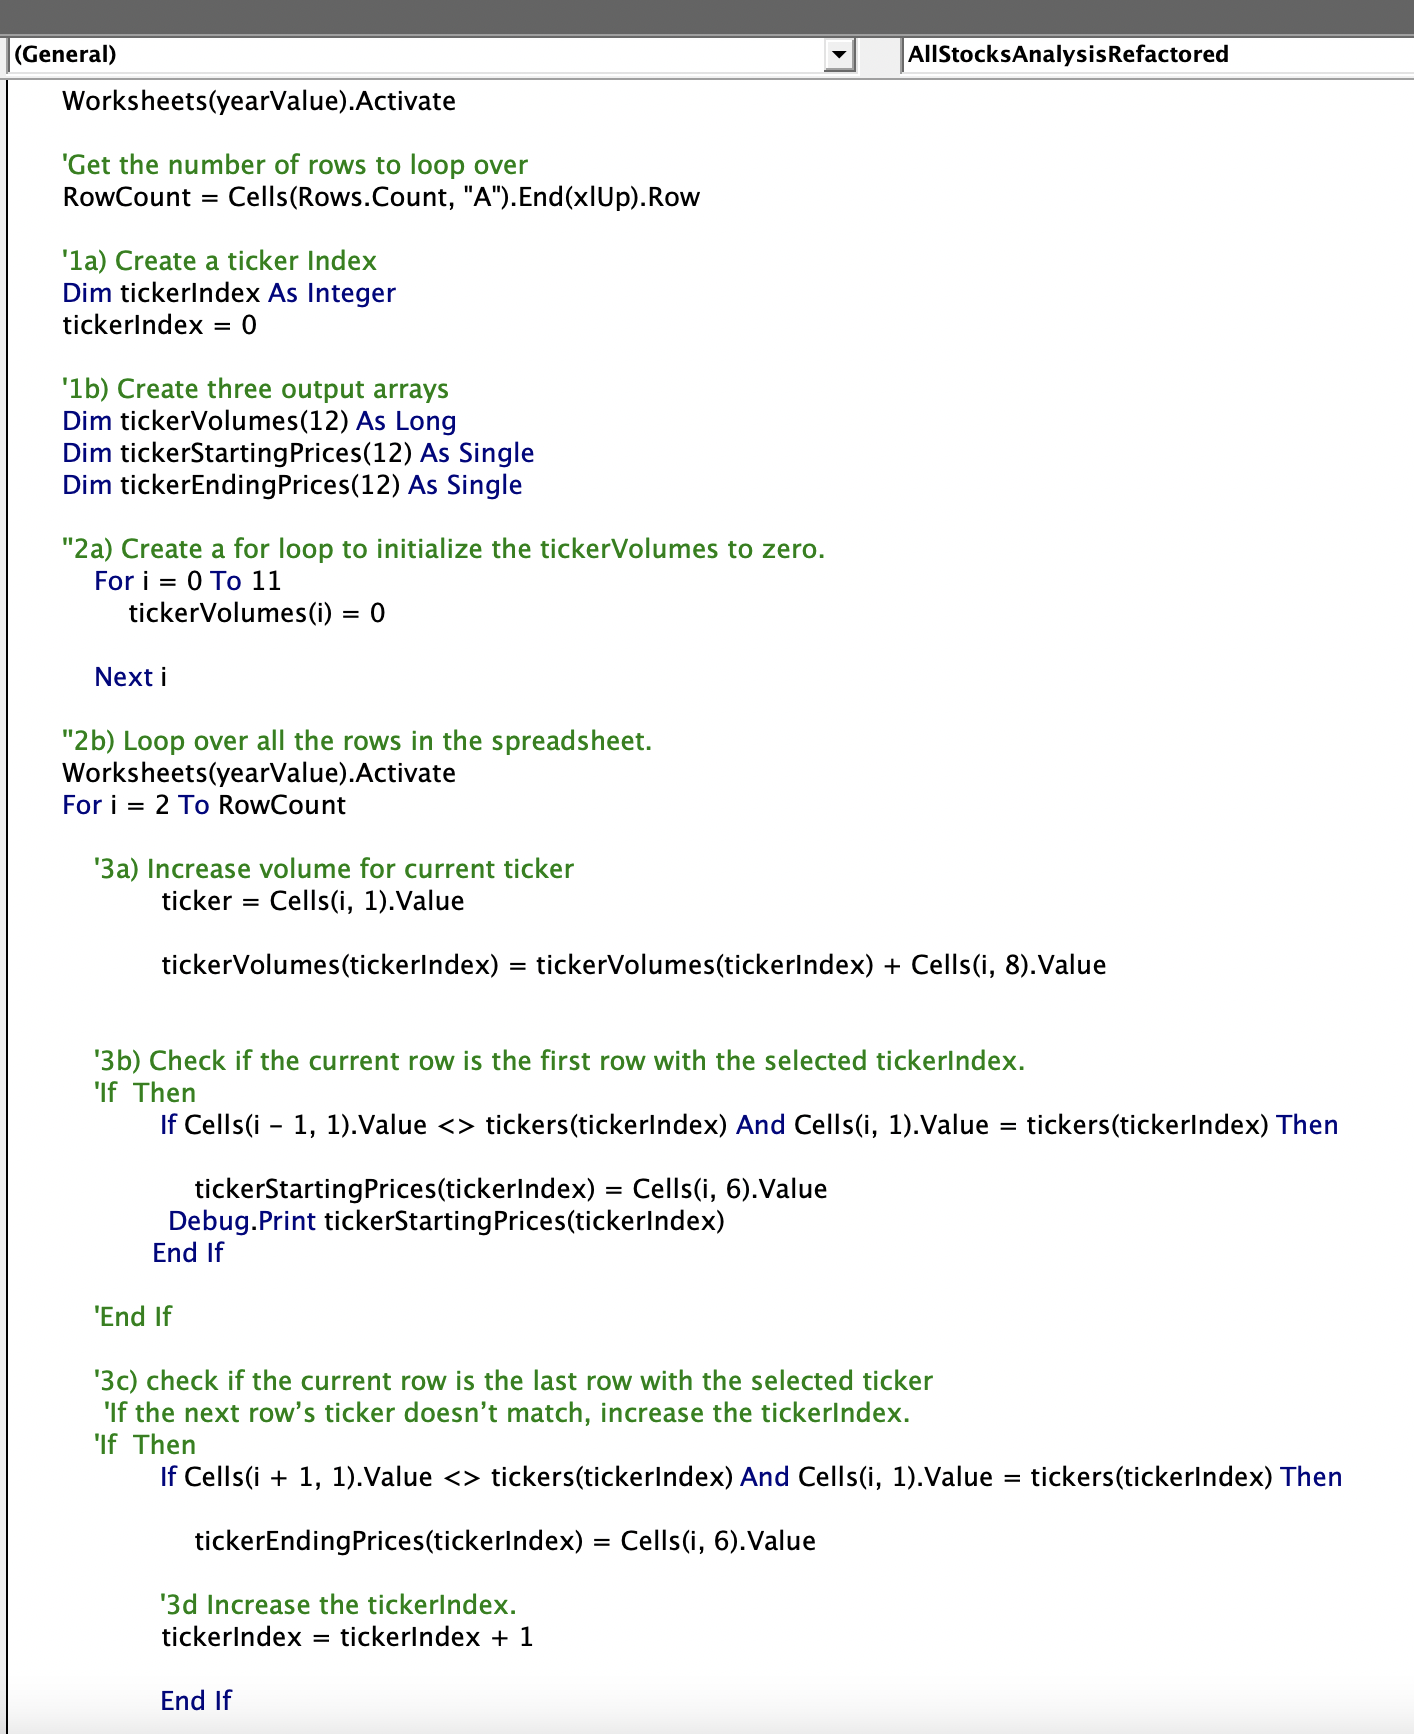 (General)
AllStocksAnalysisRefactored
Worksheets(yearValue).Activate
'Get the number of rows to loop over
RowCount = Cells(Rows.Count, "A").End(xlUp).Row
'1a) Create a ticker Index
Dim tickerIndex As Integer
tickerIndex = 0
'1b) Create three output arrays
Dim tickerVolumes(12) As Long
Dim tickerStartingPrices(12) As Single
Dim tickerEndingPrices(12) As Single
''2a) Create a for loop to initialize the tickerVolumes to zero.
For i = 0 To 11
tickerVolumes(i) = 0
Next i
''2b) Loop over all the rows in the spreadsheet.
Worksheets(yearValue).Activate
For i = 2 To RowCount
'3a) Increase volume for current ticker
ticker = Cells(i, 1).Value
tickerVolumes(tickerIndex) = tickerVolumes(tickerIndex) + Cells(i, 8).Value
'3b) Check if the current row is the first row with the selected tickerIndex.
'If  Then
If Cells(i - 1, 1).Value <> tickers(tickerIndex) And Cells(i, 1).Value = tickers(tickerIndex) Then
tickerStartingPrices(tickerIndex) = Cells(i, 6).Value
Debug.Print tickerStartingPrices(tickerIndex)
End If
'End If
'3c) check if the current row is the last row with the selected ticker
'If the next row’s ticker doesn’t match, increase the tickerIndex.
'If  Then
If Cells(i + 1, 1).Value <> tickers(tickerIndex) And Cells(i, 1).Value = tickers(tickerIndex) Then
tickerEndingPrices(tickerIndex) = Cells(i, 6).Value
'3d Increase the tickerIndex.
tickerIndex = tickerIndex + 1
End If